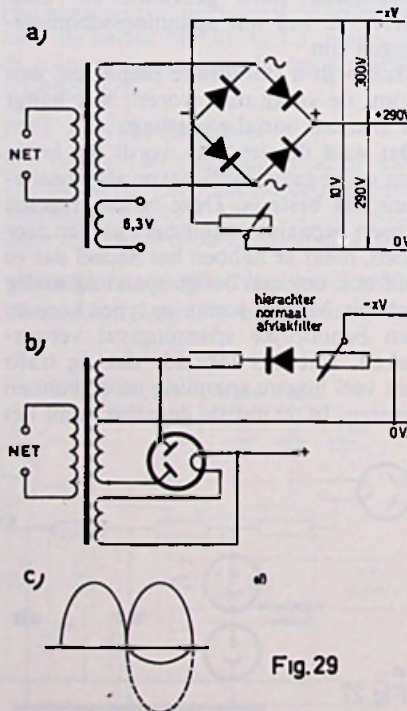 a)
-xV
300V
+
+290V
10V
290V
0V
NET
6,3V
hierachter
normaal
afvlakfilter
-xV
b)
0V
NET
+
c)
Fig.29